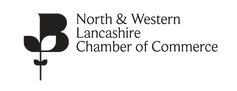 North & Western
Lancashire
Chamber of Commerce